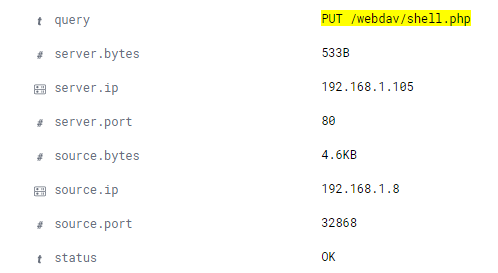 t query PUT /webdav/shell.php
# server.bytes 533B
server.ip 192.168.1.105
# server.port 80
# source.bytes 4.6KB
source.ip 192.168.1.8
# source.port 32868
t status OK